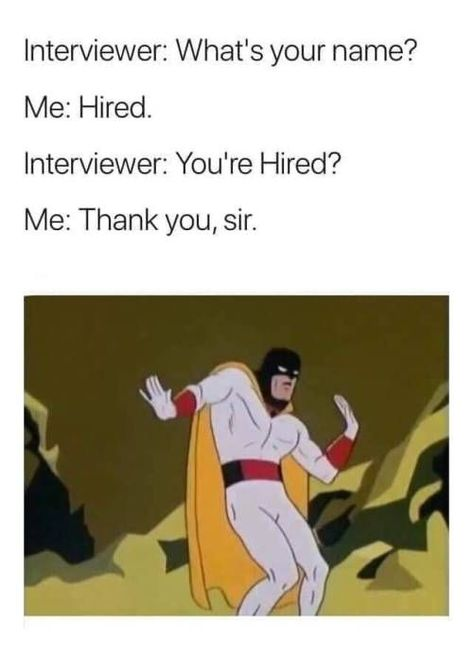 Interviewer: What's your name?
Me: Hired.
Interviewer: You're Hired?
Me: Thank you, sir.